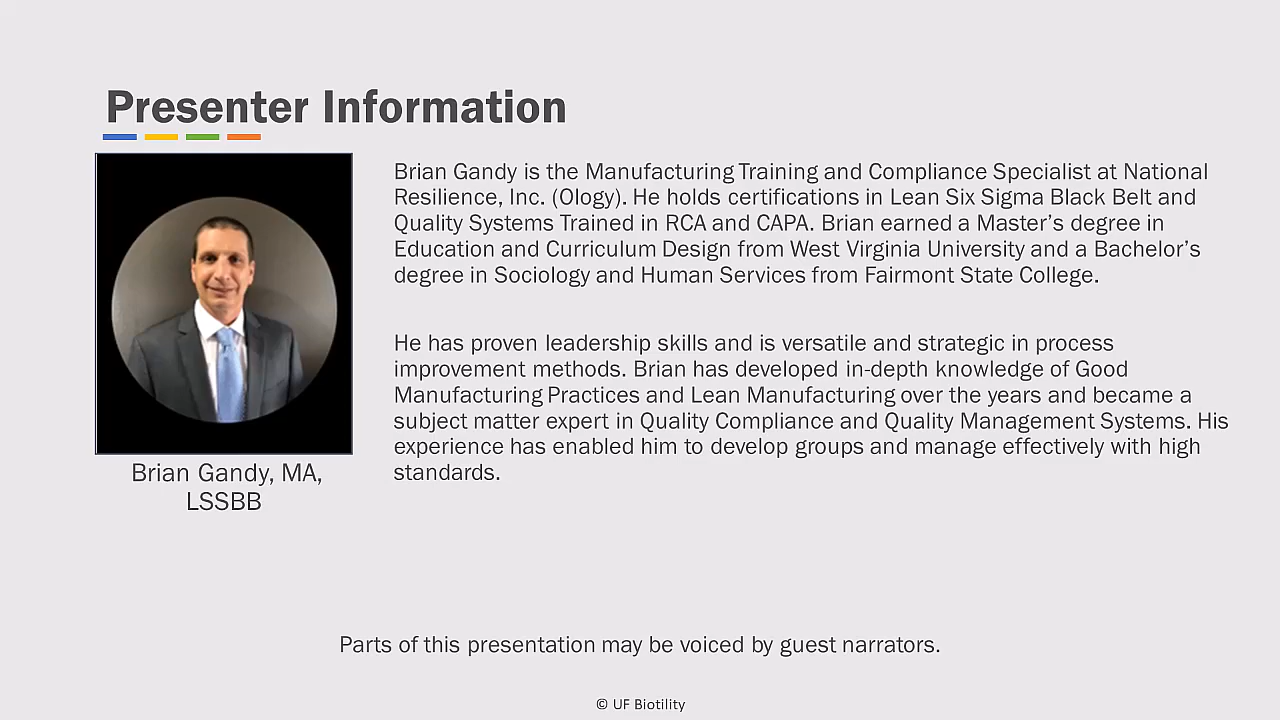 Presenter Information
Brian Gandy is the Manufacturing Training and Compliance Specialist at National
Resilience, Inc. (Ology). He holds certifications in Lean Six Sigma Black Belt and
Quality Systems Trained in RCA and CAPA. Brian earned a Master’s degree in
Education and Curriculum Design from West Virginia University and a Bachelor’s
degree in Sociology and Human Services from Fairmont State College.
He has proven leadership skills and is versatile and strategic in process
improvement methods. Brian has developed in-depth knowledge of Good
Manufacturing Practices and Lean Manufacturing over the years and became a
subject matter expert in Quality Compliance and Quality Management Systems. His
experience has enabled him to develop groups and manage effectively with high
standards.
Brian Gandy, MA,
LSSBB
Parts of this presentation may be voiced by guest narrators.
© UF Biotility